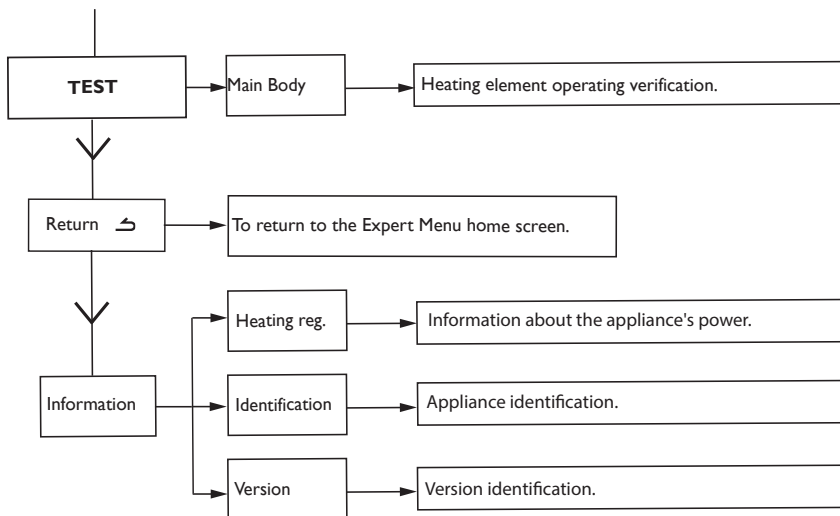 TEST
Main Body
Heating element operating verification.
Return
To return to the Expert Menu home screen.
Heating reg.
Information about the appliance's power.
Information
Identification
Appliance identification.
Version
Version identification.